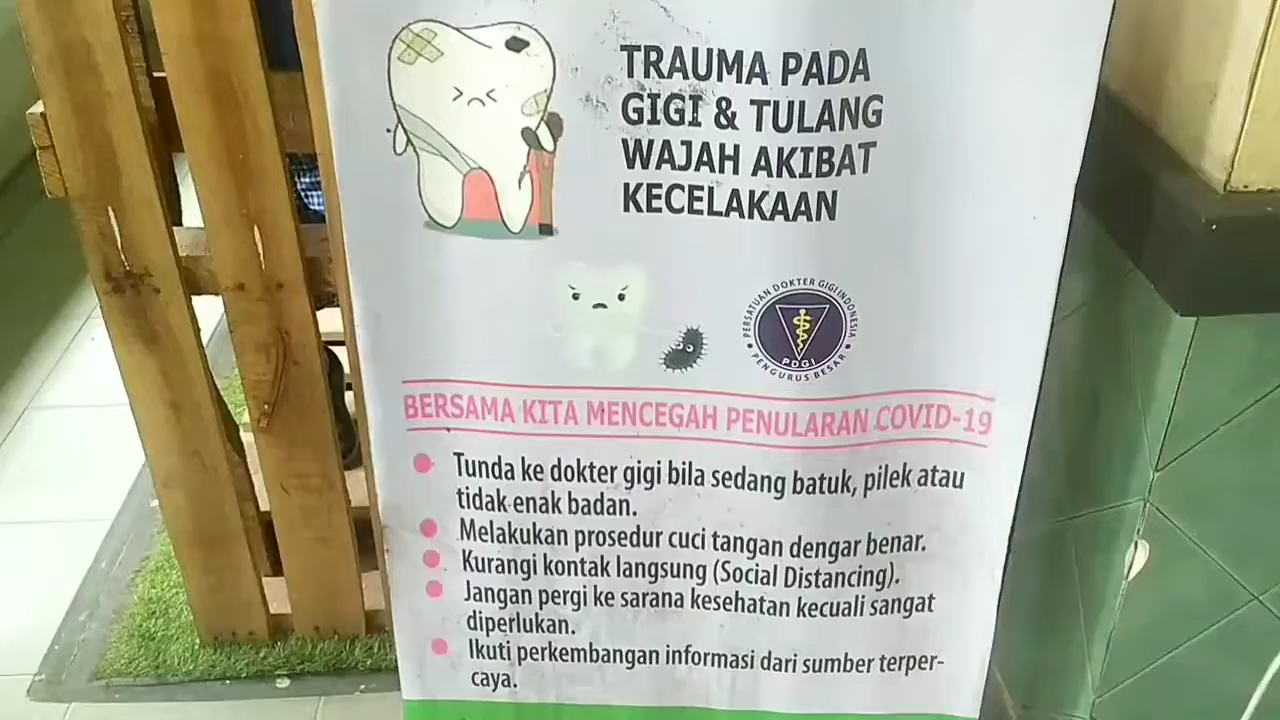 TRAUMA PADA
GIGI & TULANG
WAJAH AKIBAT
KECELAKAAN
PERSATUAN DOKTER GIGI INDONESIA
PDGI
PENGURUS BESAR
BERSAMA KITA MENCEGAH PENULARAN COVID-19
Tunda ke dokter gigi bila sedang batuk, pilek atau
tidak enak badan.
Melakukan prosedur cuci tangan dengar benar.
Kurangi kontak langsung (Social Distancing).
Jangan pergi ke sarana kesehatan kecuali sangat
diperlukan.
Ikuti perkembangan informasi dari sumber terper-
caya.